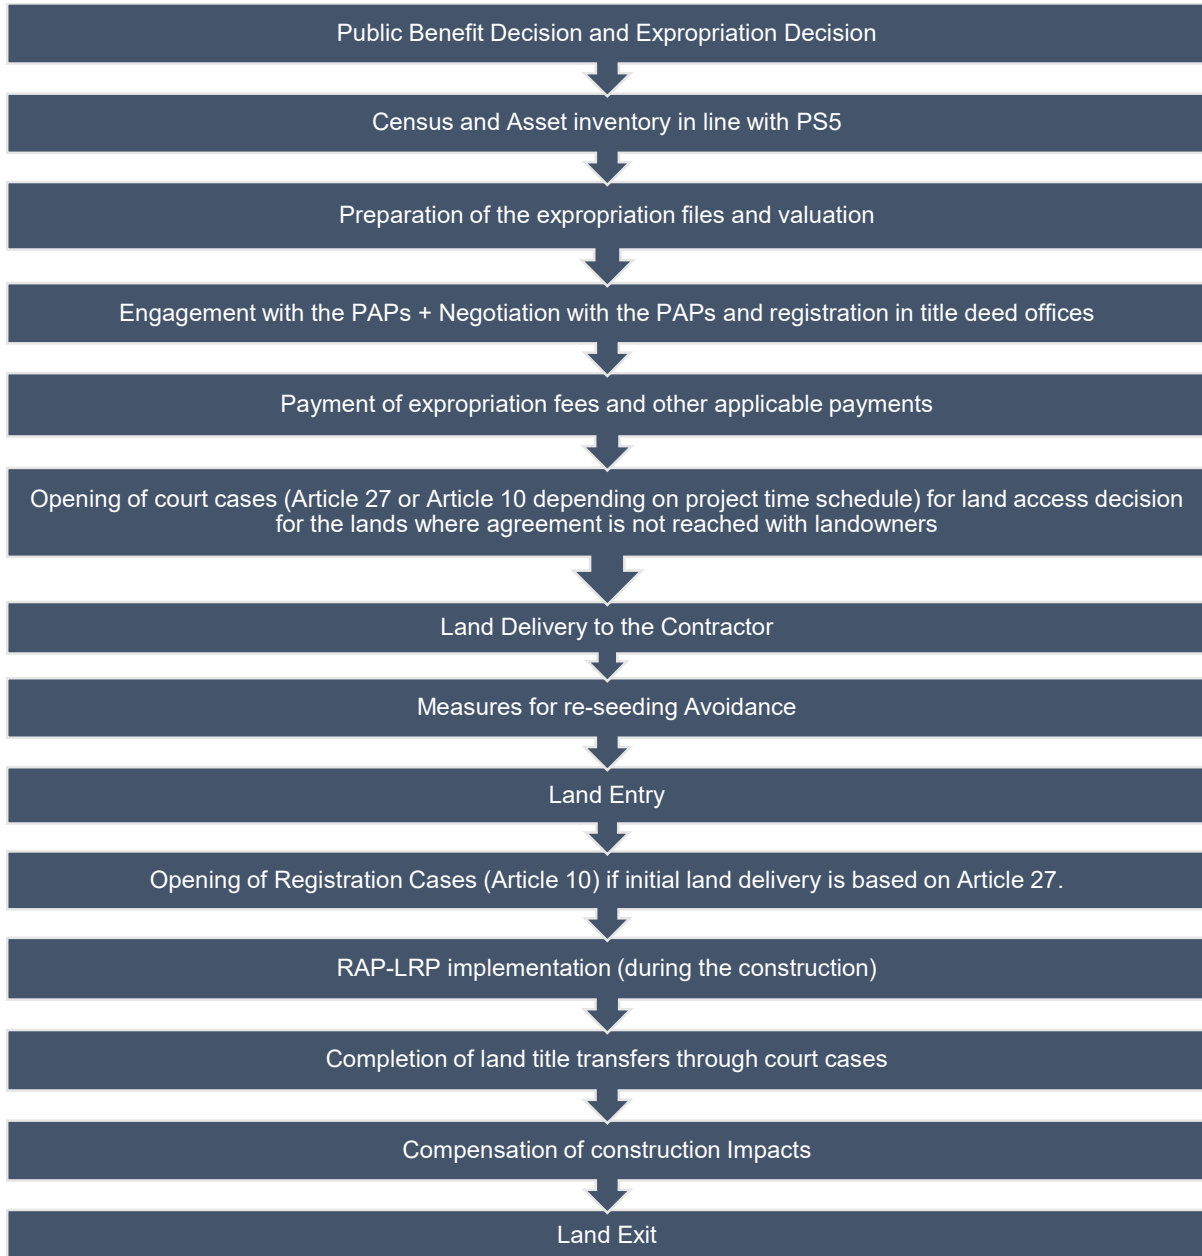 Public Benefit Decision and Expropriation Decision
Census and Asset inventory in line with PS5
Preparation of the expropriation files and valuation
Engagement with the PAPs + Negotiation with the PAPs and registration in title deed offices
Payment of expropriation fees and other applicable payments
Opening of court cases (Article 27 or Article 10 depending on project time schedule) for land access decision
for the lands where agreement is not reached with landowners
Land Delivery to the Contractor
Measures for re-seeding Avoidance
Land Entry
Opening of Registration Cases (Article 10) if initial land delivery is based on Article 27.
RAP-LRP implementation (during the construction)
Completion of land title transfers through court cases
Compensation of construction Impacts
Land Exit